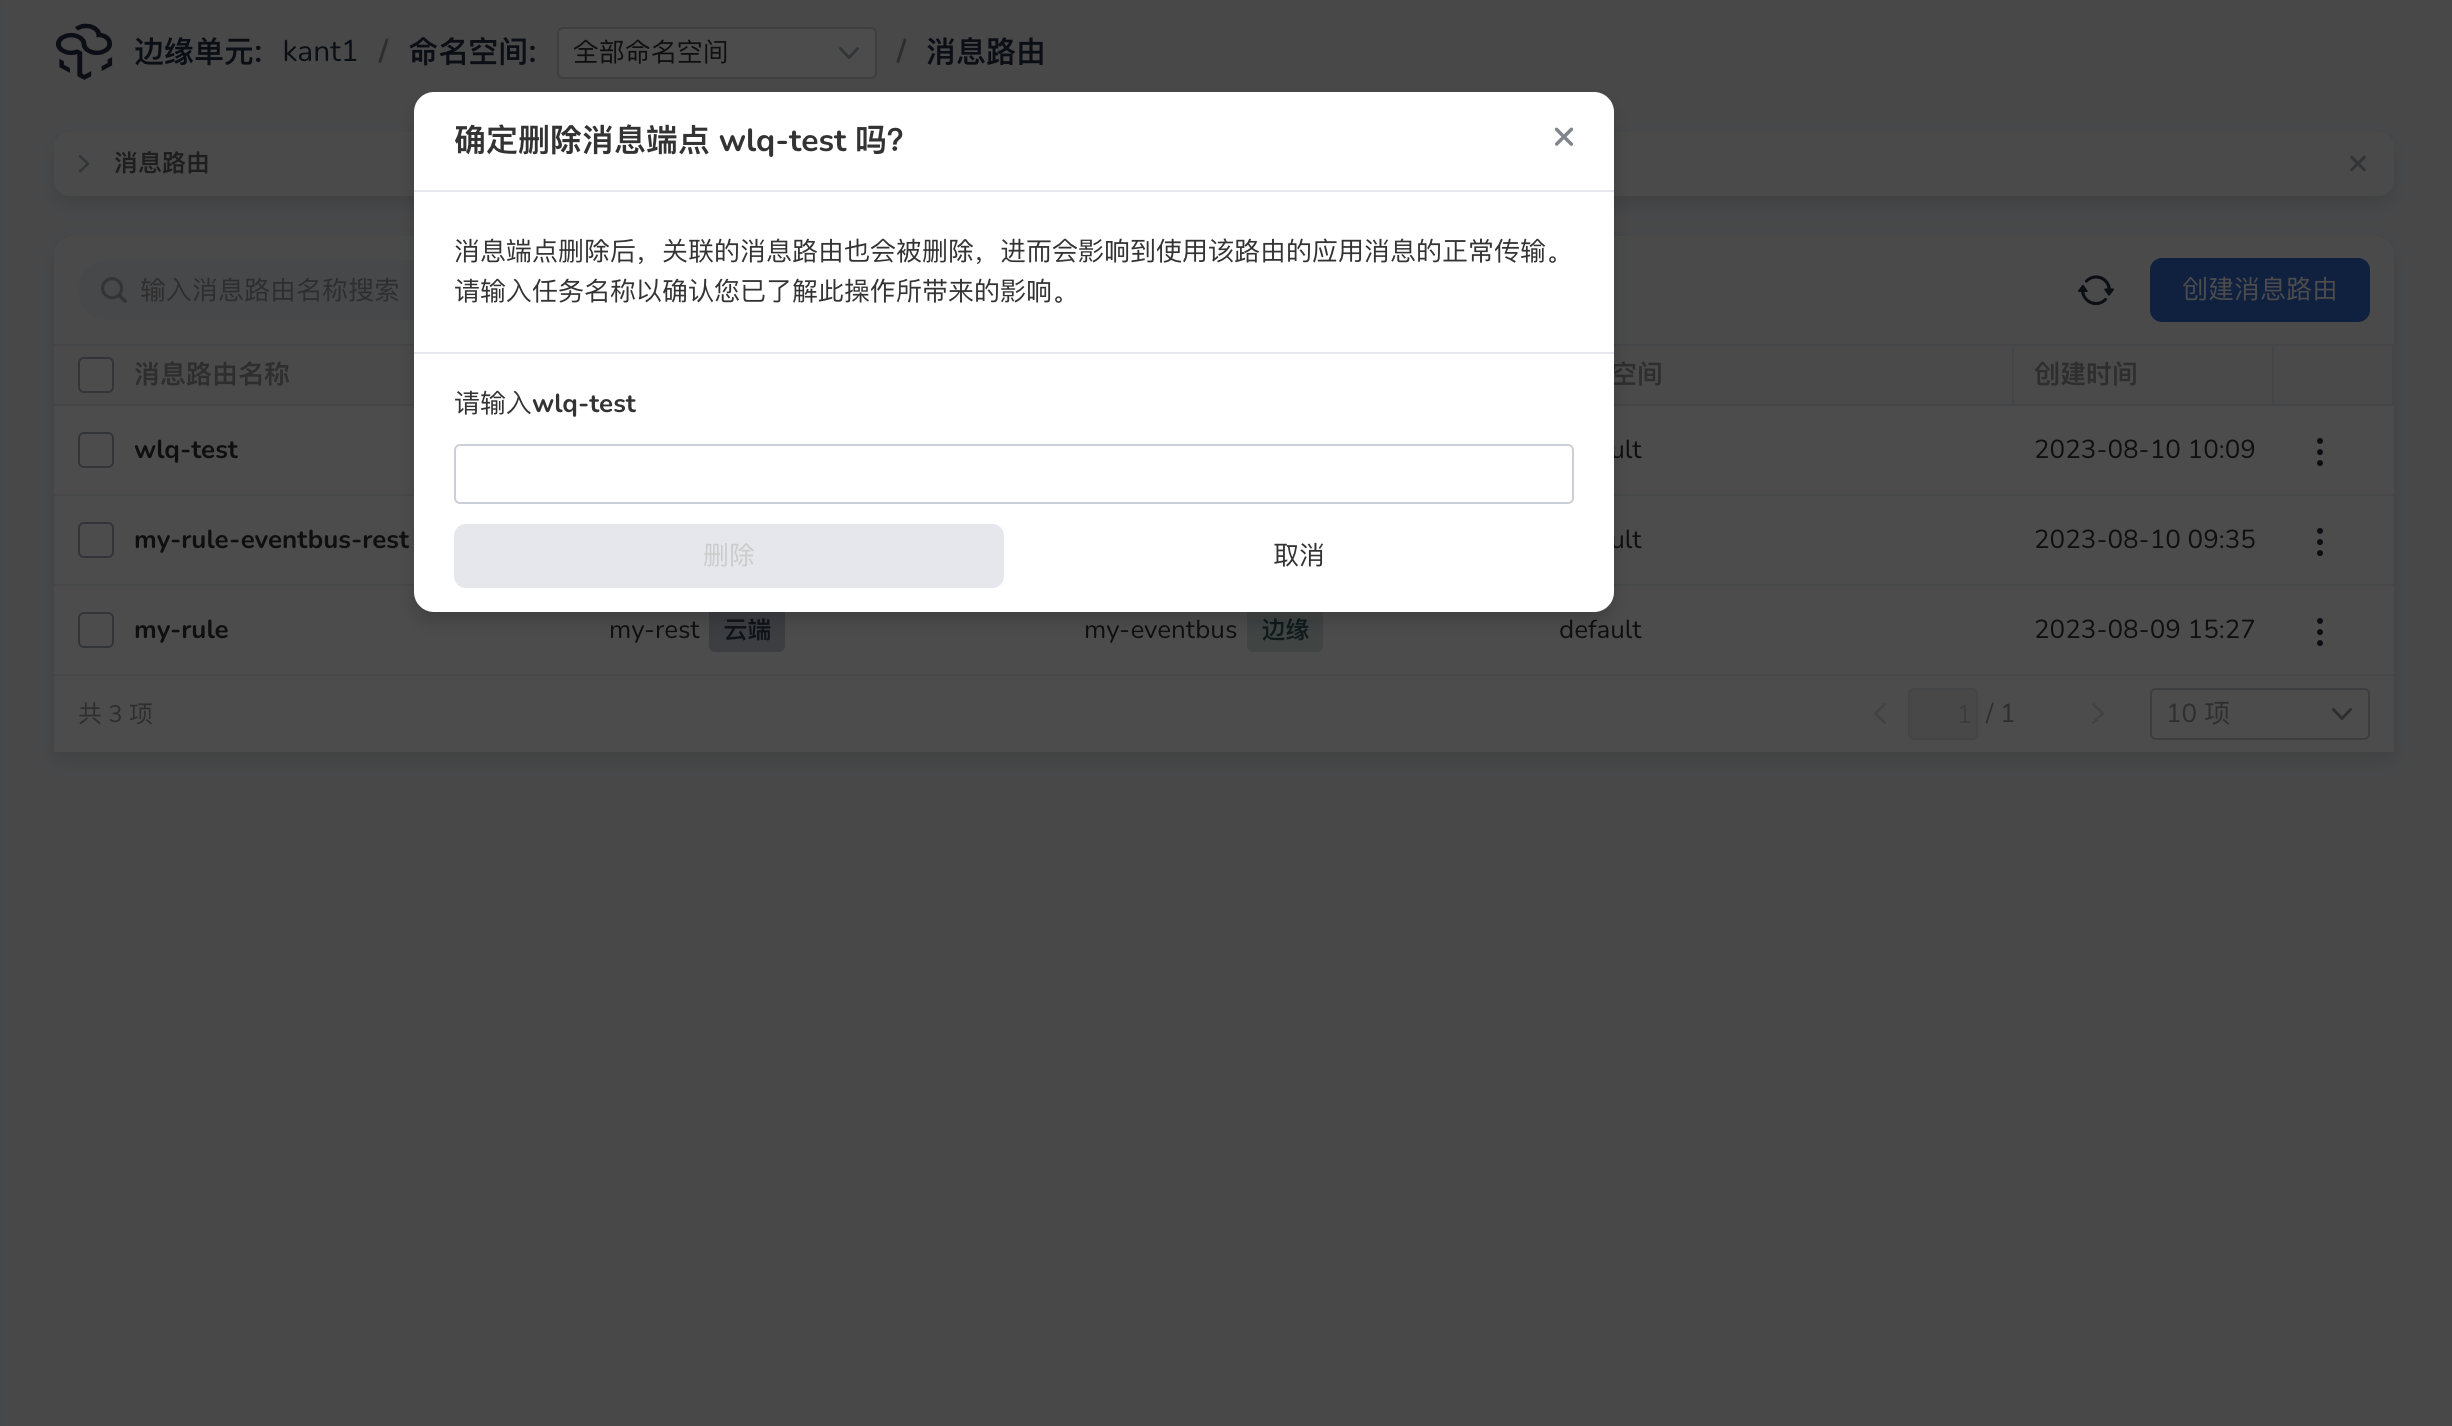 边缘单元: kant1 / 命名空间: 全部命名空间 / 消息路由
消息路由
输入消息路由名称搜索
创建消息路由
消息路由名称
空间
创建时间
wlq-test
ult
2023-08-10 10:09
my-rule-eventbus-rest
ult
2023-08-10 09:35
my-rule
my-rest 云端
my-eventbus 边缘
default
2023-08-09 15:27
共 3 项
1 / 1
10 项
确定删除消息端点 wlq-test 吗?
消息端点删除后，关联的消息路由也会被删除，进而会影响到使用该路由的应用消息的正常传输。
请输入任务名称以确认您已了解此操作所带来的影响。
请输入wlq-test
删除
取消